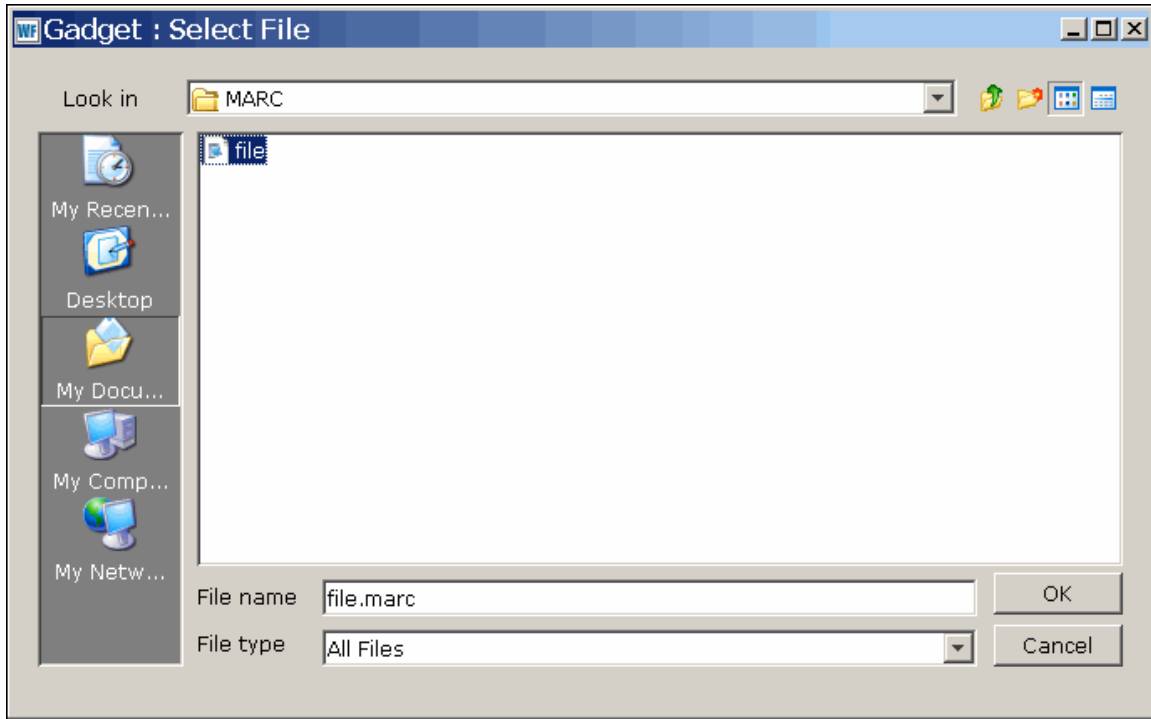 WF Gadget : Select File
Look in MARC
file
My Recen...
Desktop
My Docu...
My Comp...
My Netw...
File name file.marc OK
File type All Files Cancel